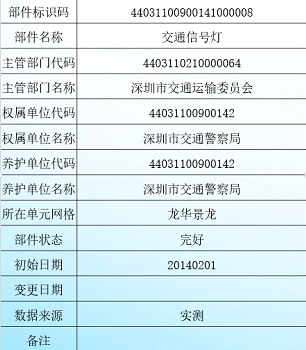 部件标识码 44031100900141000008
部件名称 交通信号灯
主管部门代码 4403110210000064
主管部门名称 深圳市交通运输委员会
权属单位代码 44031100900142
权属单位名称 深圳市交通警察局
养护单位代码 44031100900142
养护单位名称 深圳市交通警察局
所在单元网格 龙华景龙
部件状态 完好
初始日期 20140201
变更日期
数据来源 实测
备注